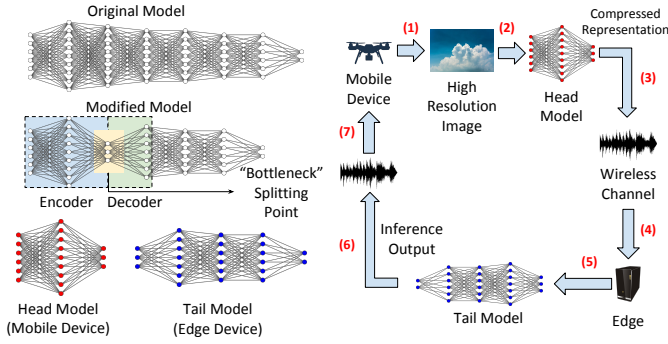 Original Model
Modified Model
“Bottleneck”
Splitting
Point
Encoder
Decoder
Head Model
(Mobile Device)
Tail Model
(Edge Device)
(1)
(2)
Compressed
Representation
Mobile
Device
High
Resolution
Image
Head
Model
(3)
Wireless
Channel
(4)
(5)
Edge
Tail Model
Inference
Output
(6)
(7)